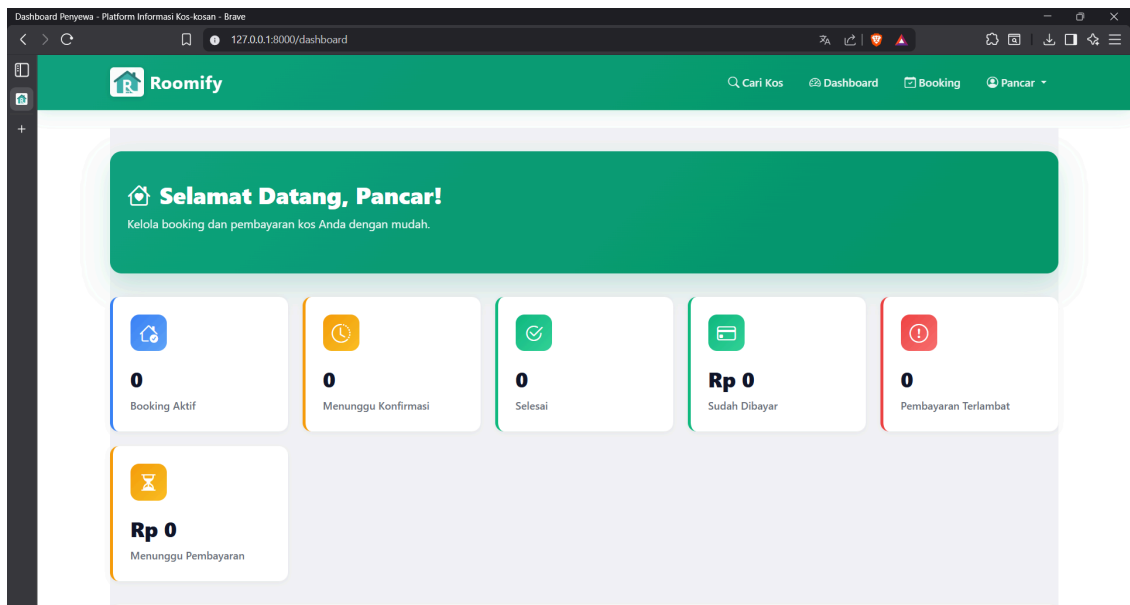 Dashboard Penyewa - Platform Informasi Kos-kosan - Brave
127.0.0.1:8000/dashboard
R Roomify
Cari Kos Dashboard Booking Pancar
Selamat Datang, Pancar!
Kelola booking dan pembayaran kos Anda dengan mudah.
0
Booking Aktif
0
Menunggu Konfirmasi
0
Selesai
Rp 0
Sudah Dibayar
0
Pembayaran Terlambat
Rp 0
Menunggu Pembayaran